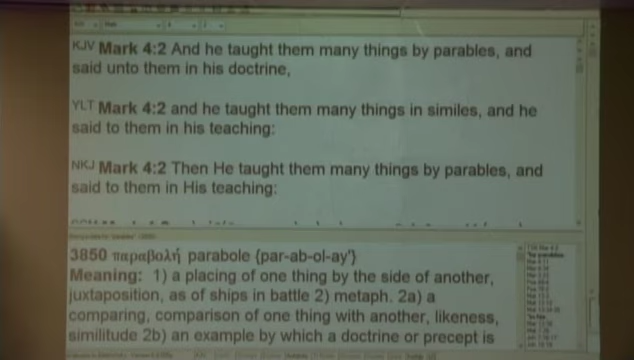 KJV Mark 4:2 And he taught them many things by parables, and
said unto them in his doctrine,
YLT Mark 4:2 and he taught them many things in similes, and he
said to them in his teaching:
NKJ Mark 4:2 Then He taught them many things by parables, and
said to them in His teaching:
3850 παραβολή parabole {par-ab-ol-ay'}
Meaning: 1) a placing of one thing by the side of another,
juxtaposition, as of ships in battle 2) metaph. 2a) a
comparing, comparison of one thing with another, likeness,
similitude 2b) an example by which a doctrine or precept is